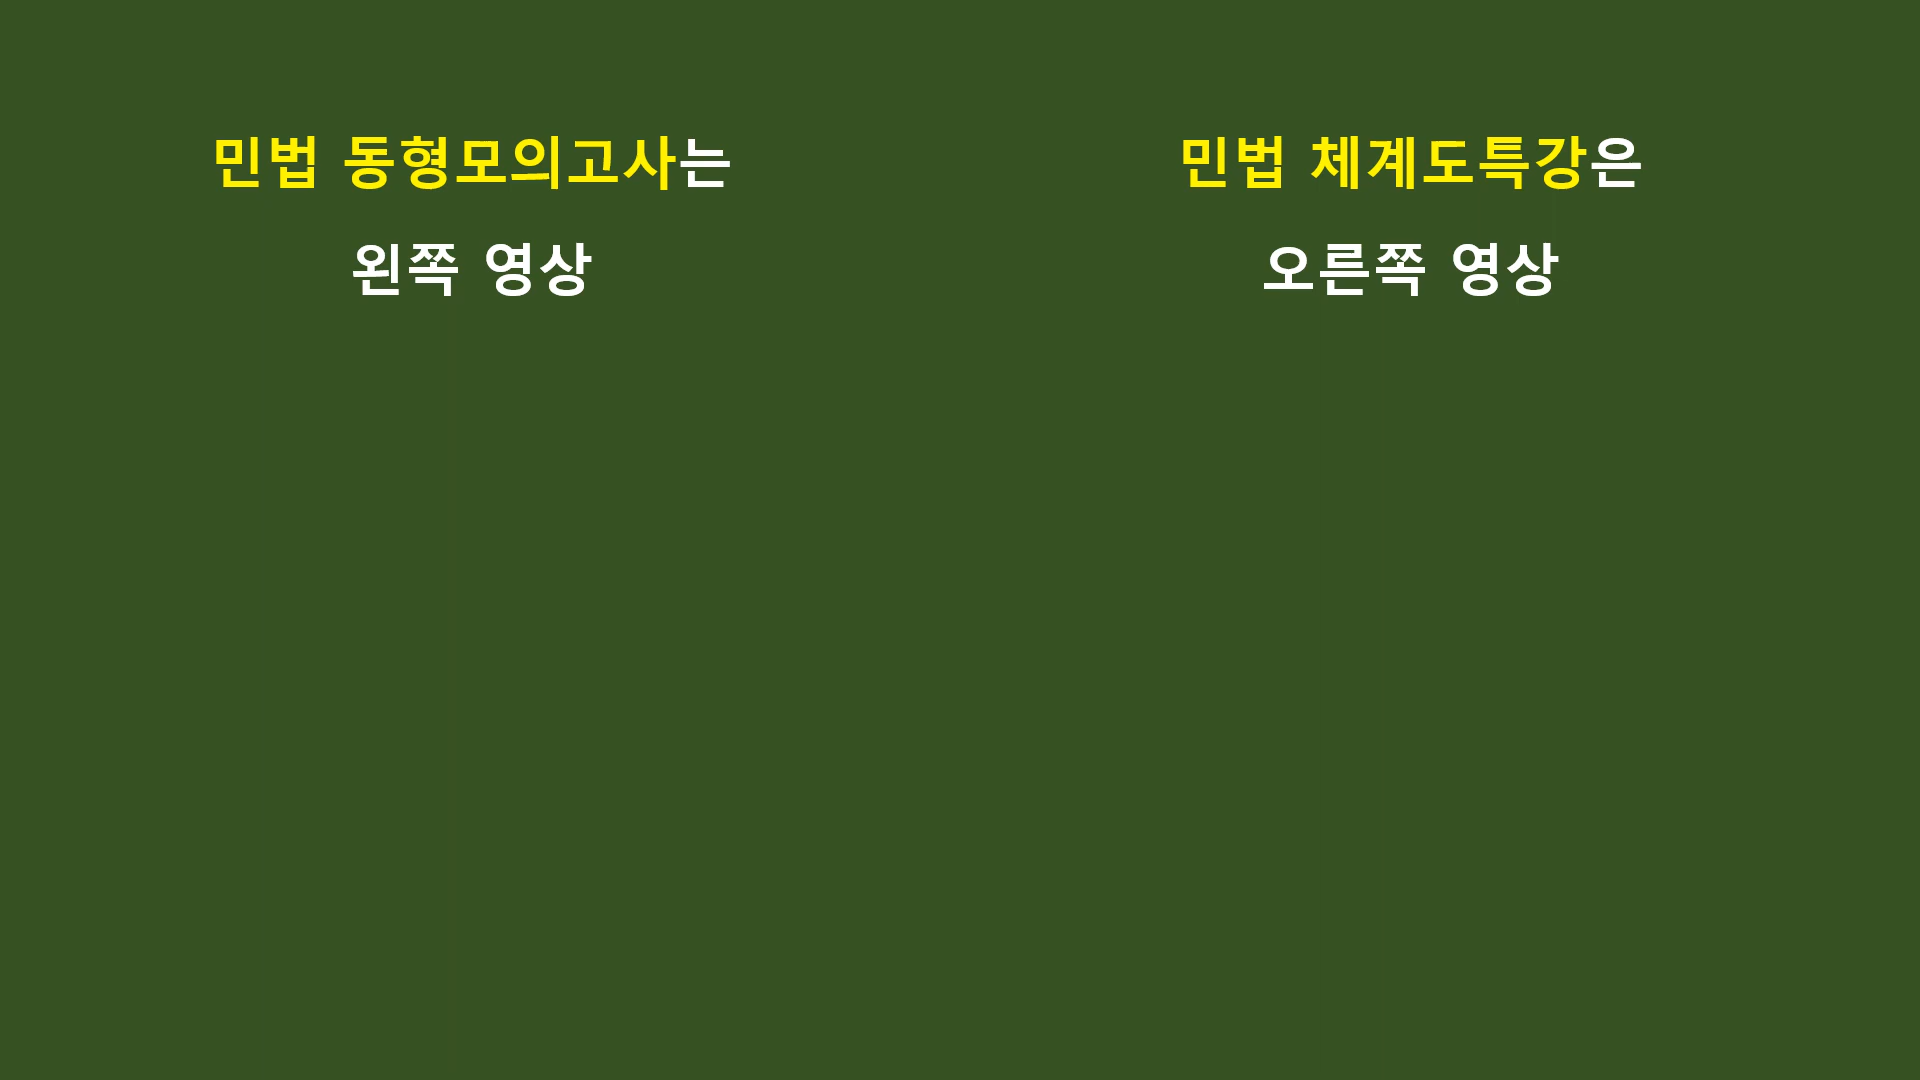 민법 동형모의고사는
왼쪽 영상
민법 체계도특강은
오른쪽 영상